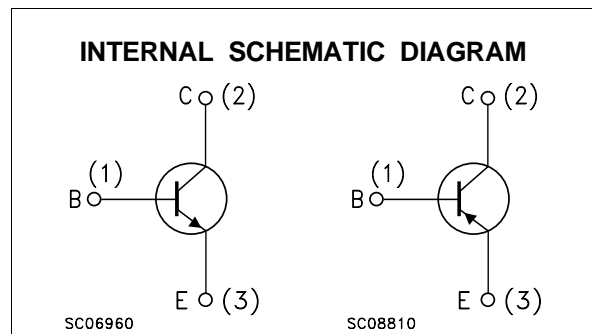 INTERNAL SCHEMATIC DIAGRAM
C (2)
C (2)
(1)
(1)
B
B
E (3)
E (3)
SC06960
SC08810